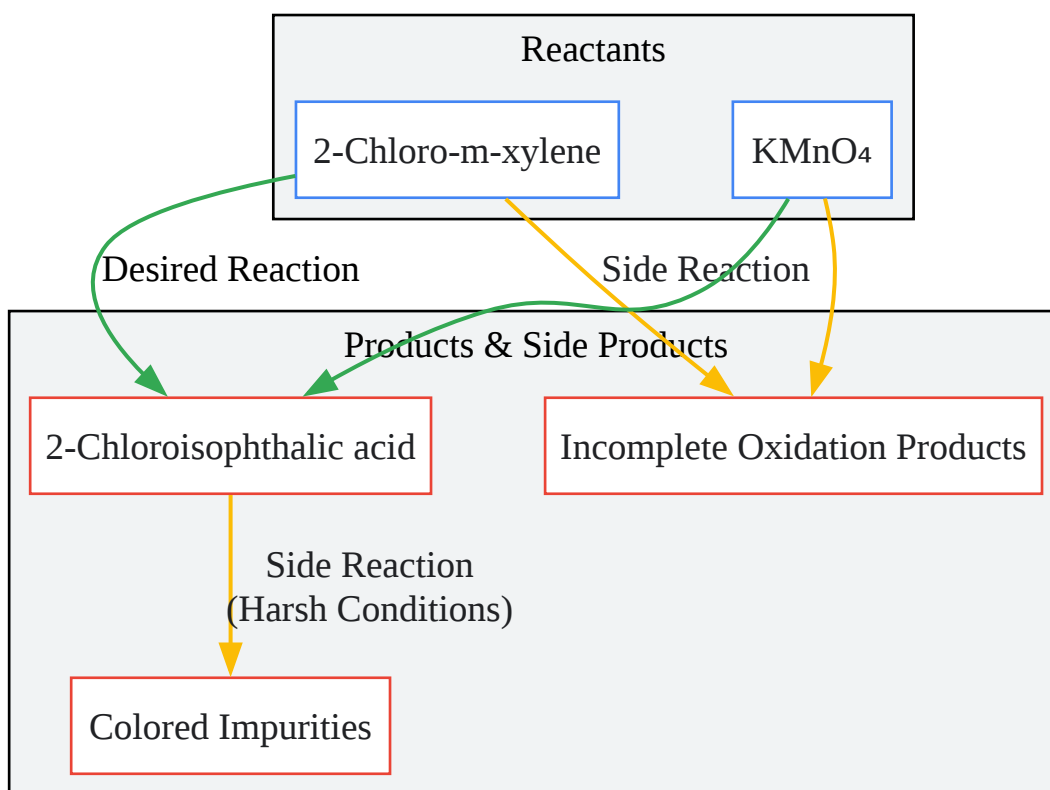 Reactants
2-Chloro-m-xylene
KMnO₄
Desired Reaction
Side Reaction
Products & Side Products
2-Chloroisophthalic acid
Incomplete Oxidation Products
Side Reaction
(Harsh Conditions)
Colored Impurities